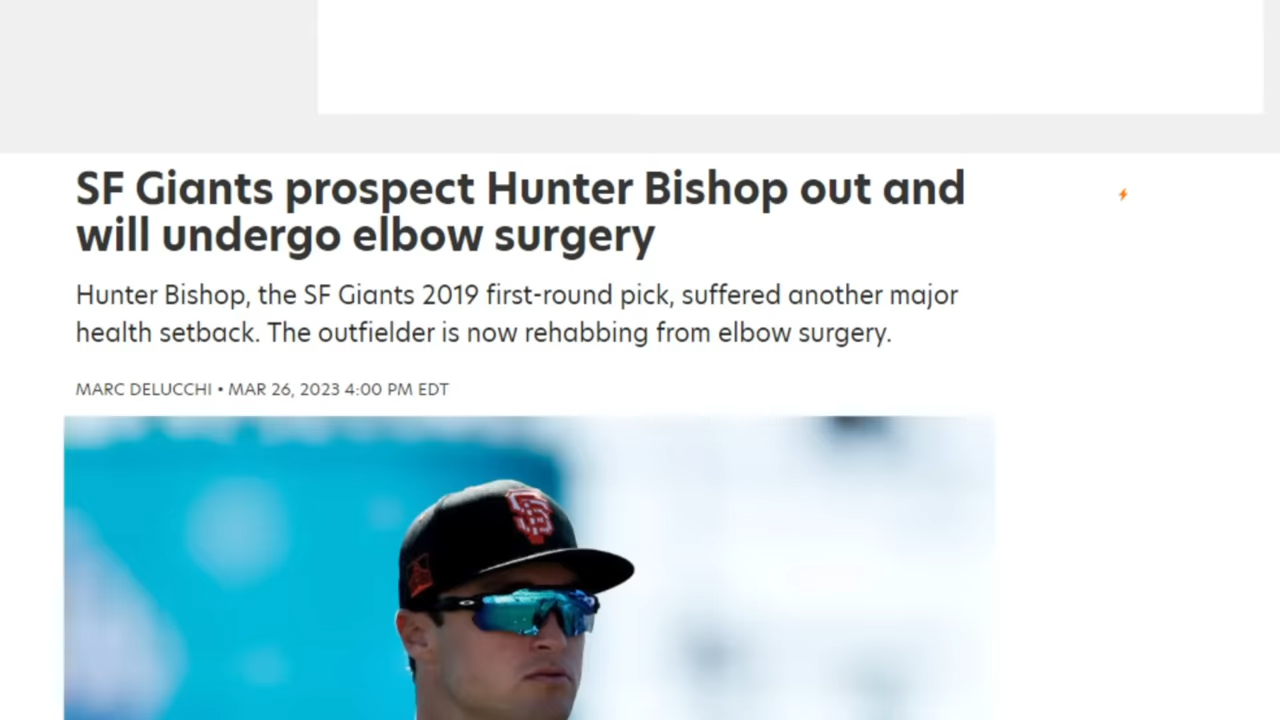 SF Giants prospect Hunter Bishop out and
will undergo elbow surgery
Hunter Bishop, the SF Giants 2019 first-round pick, suffered another major
health setback. The outfielder is now rehabbing from elbow surgery.
MARC DELUCCHI • MAR 26, 2023 4:00 PM EDT
SF